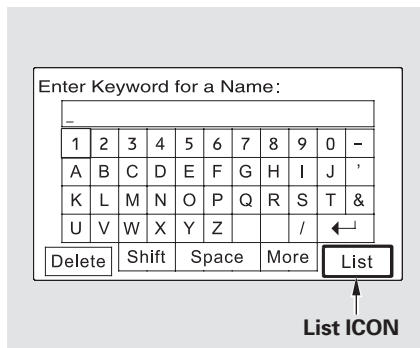 Enter Keyword for a Name:
_
1 2 3 4 5 6 7 8 9 0 –
A B C D E F G H I J ’
K L M N O P Q R S T &
U V W X Y Z / ↵
Delete Shift Space More List
List ICON